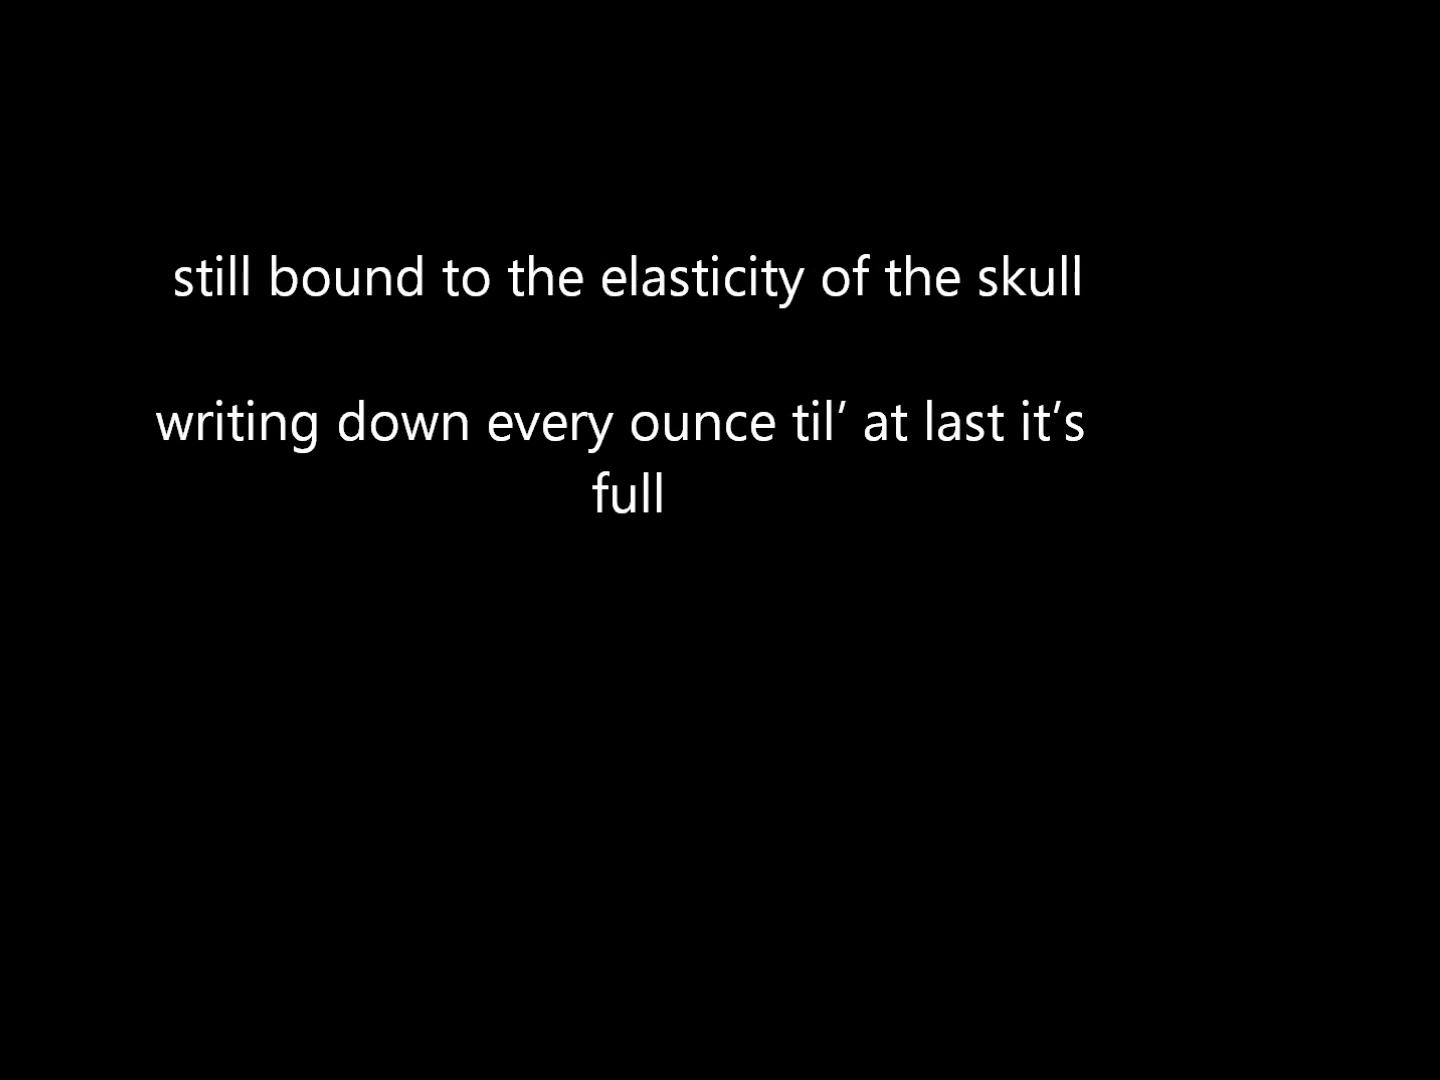 still bound to the elasticity of the skull
writing down every ounce til’ at last it’s
full